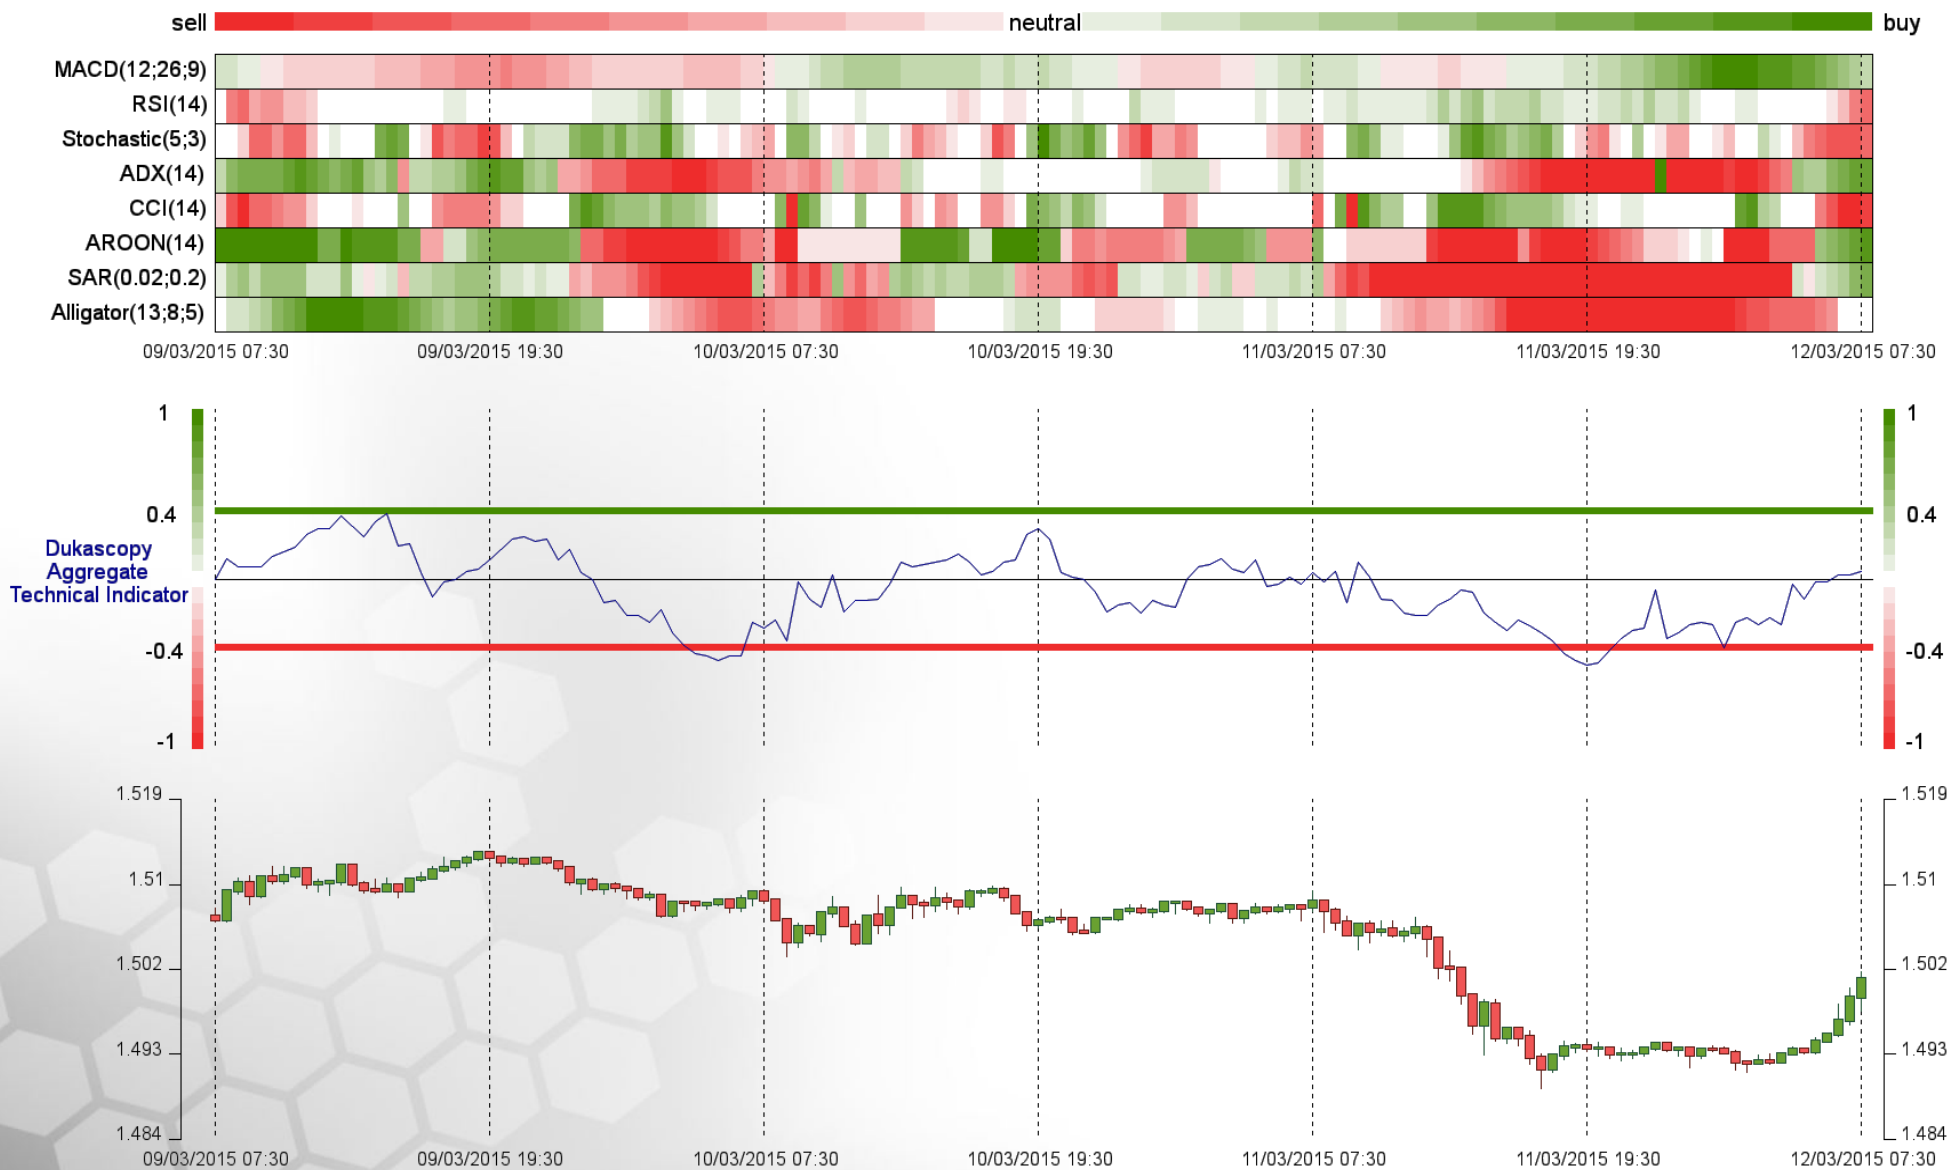 sell neutral buy
MACD(12;26;9)
RSI(14)
Stochastic(5;3)
ADX(14)
CCI(14)
AROON(14)
SAR(0.02;0.2)
Alligator(13;8;5)
09/03/2015 07:30 09/03/2015 19:30 10/03/2015 07:30 10/03/2015 19:30 11/03/2015 07:30 11/03/2015 19:30 12/03/2015 07:30
1 1
0.4 0.4
Dukascopy
Aggregate
Technical Indicator
-0.4 -0.4
-1 -1
1.519 1.519
1.51 1.51
1.502 1.502
1.493 1.493
1.484 1.484
09/03/2015 07:30 09/03/2015 19:30 10/03/2015 07:30 10/03/2015 19:30 11/03/2015 07:30 11/03/2015 19:30 12/03/2015 07:30